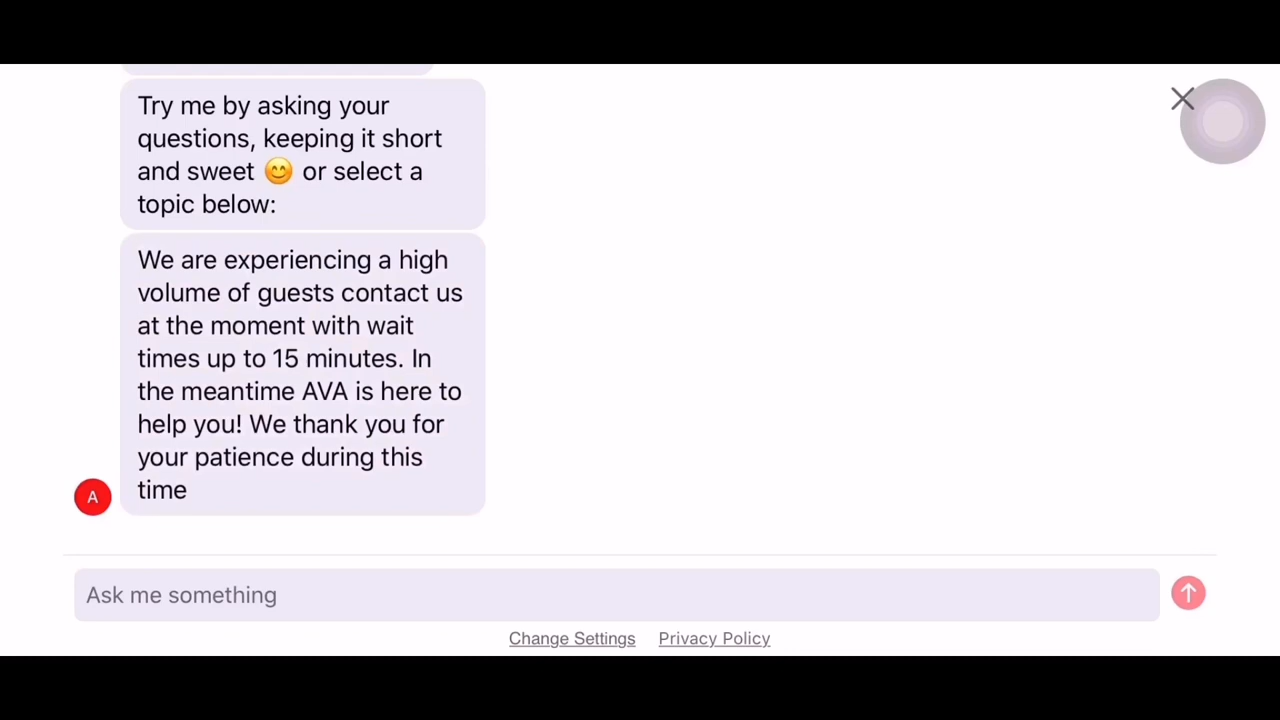 Try me by asking your
questions, keeping it short
and sweet 😊 or select a
topic below:
We are experiencing a high
volume of guests contact us
at the moment with wait
times up to 15 minutes. In
the meantime AVA is here to
help you! We thank you for
your patience during this
time
A
Ask me something
Change Settings Privacy Policy